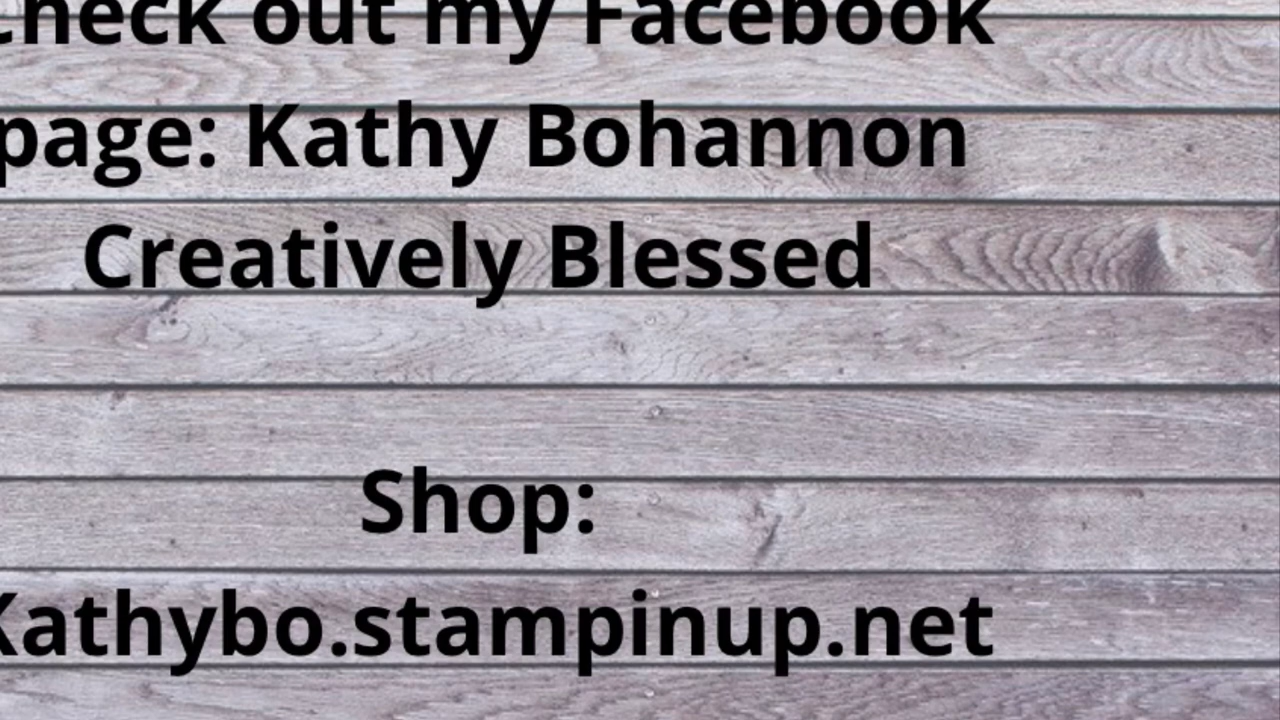 check out my Facebook
page: Kathy Bohannon
Creatively Blessed
Shop:
Kathybo.stampinup.net